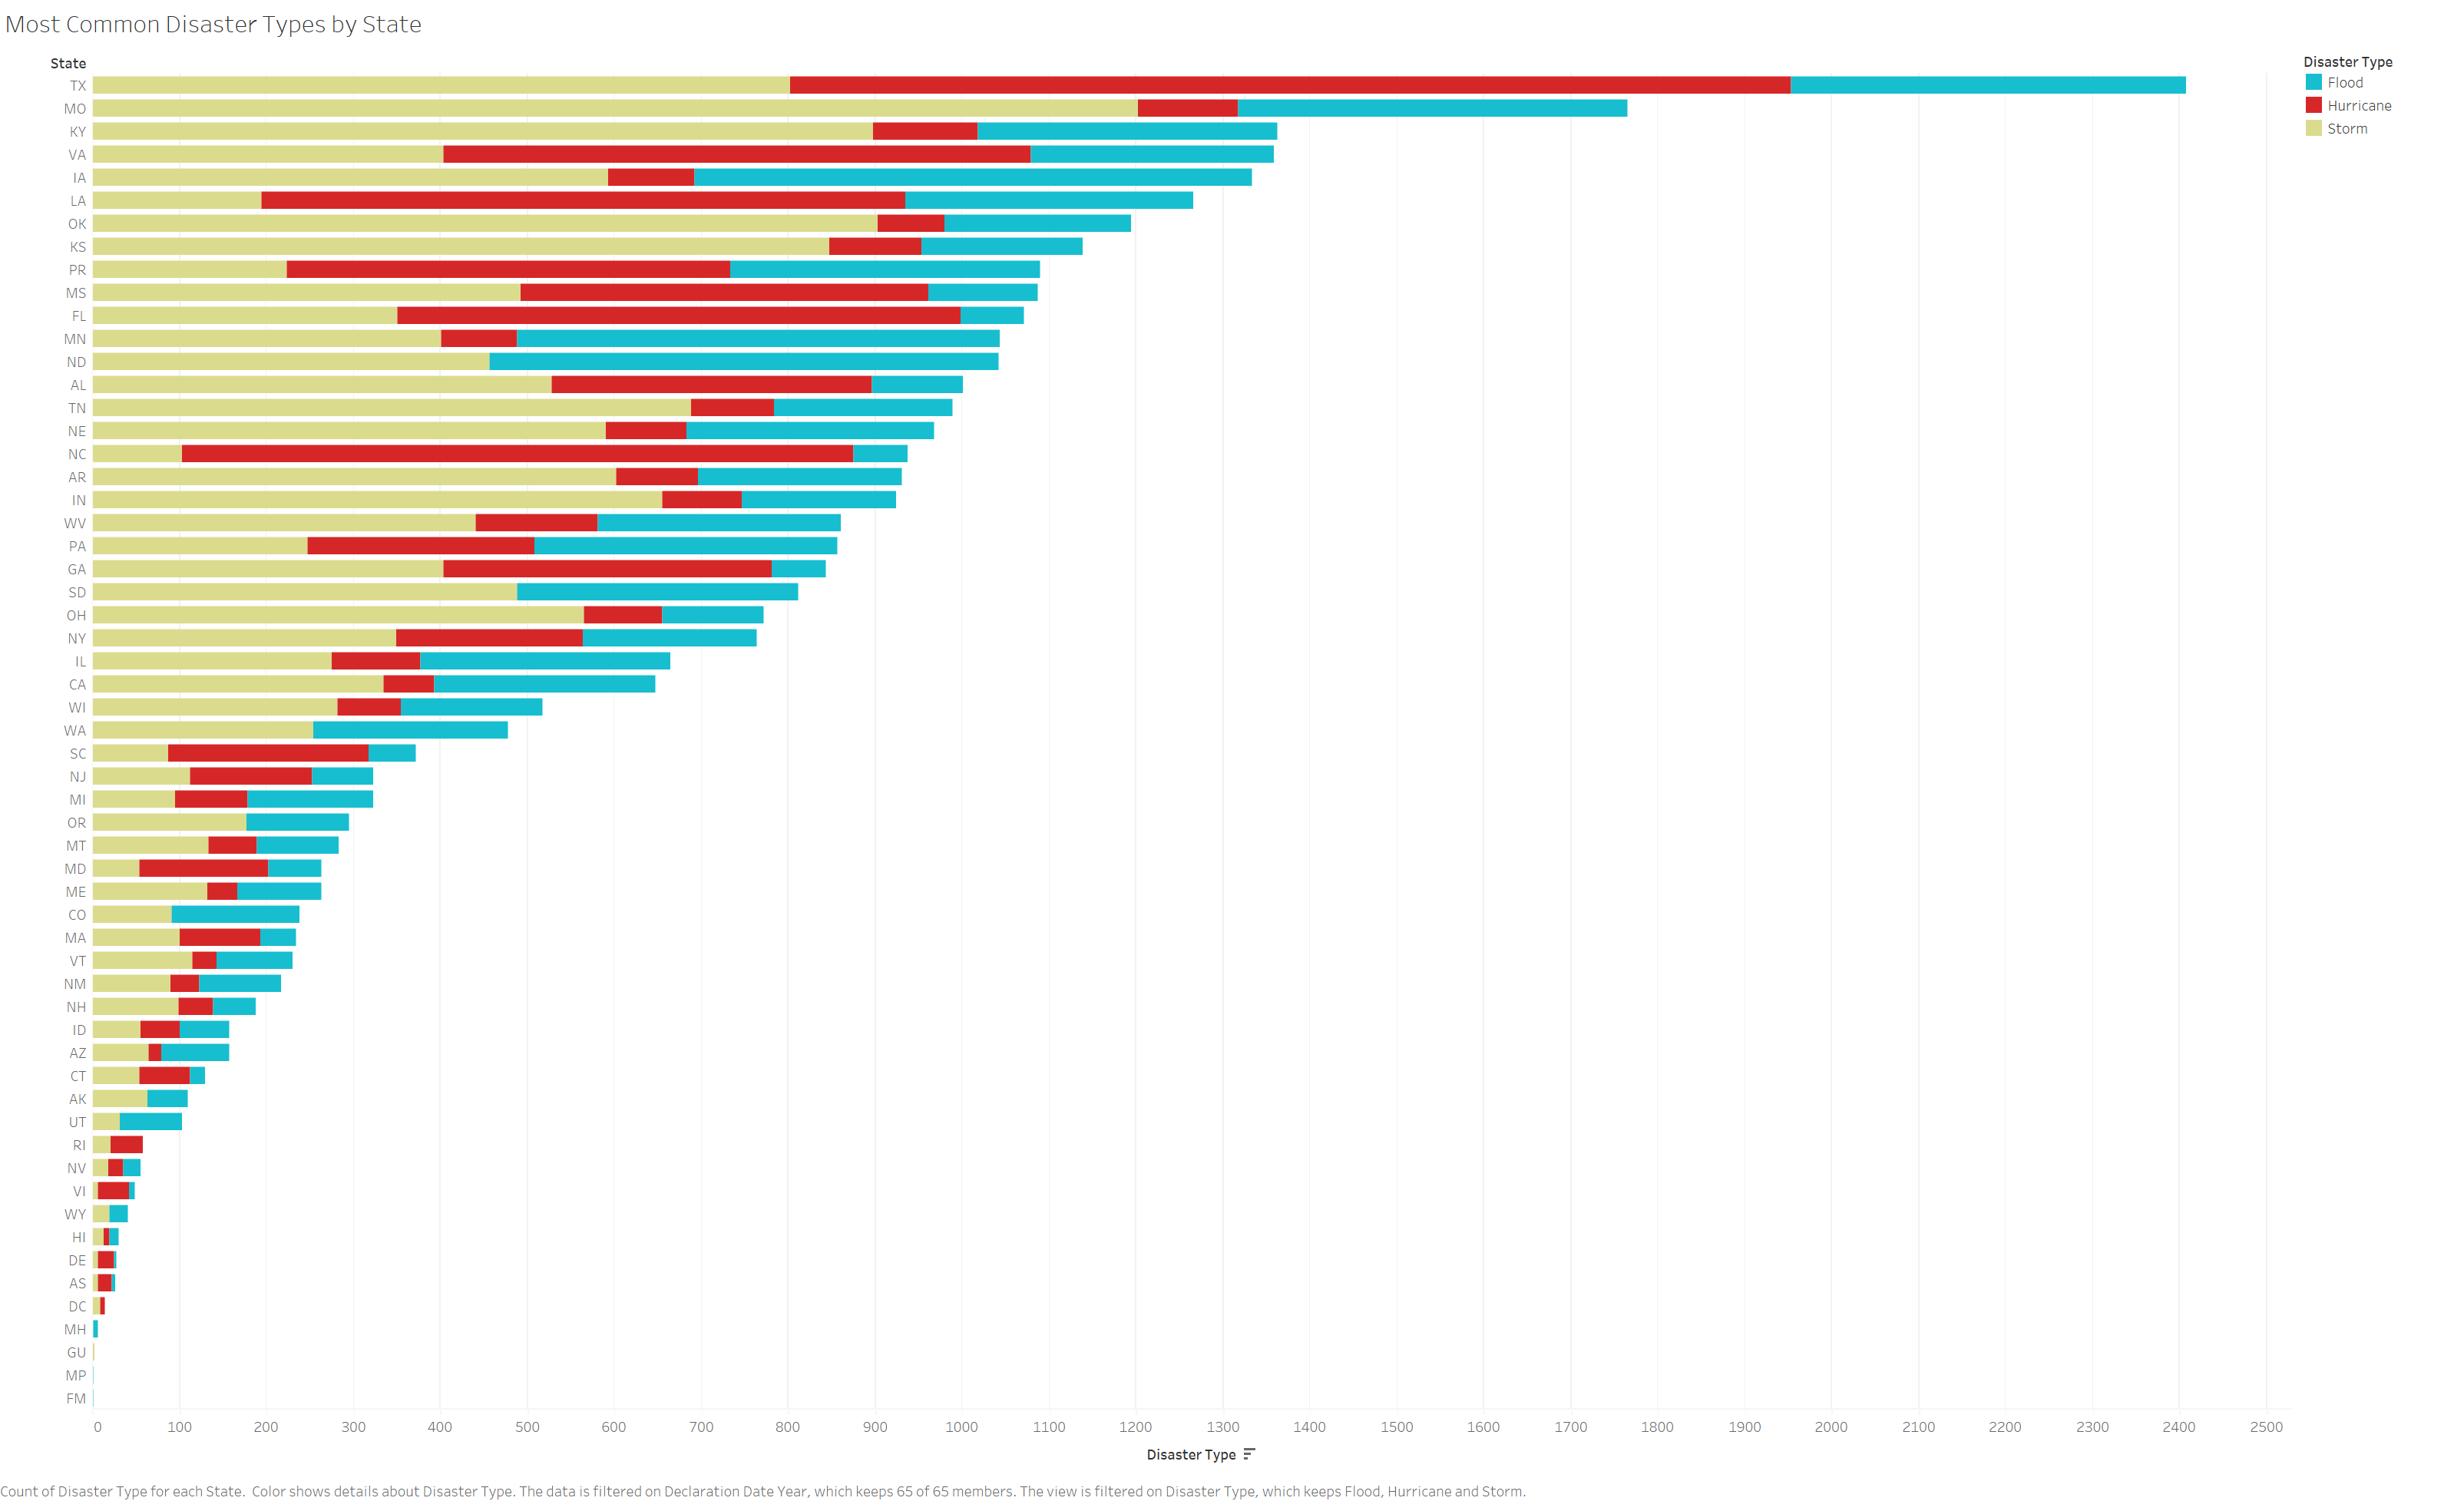 Most Common Disaster Types by State
State
Disaster Type
Flood
Hurricane
Storm
TX
MO
KY
VA
IA
LA
OK
KS
PR
MS
FL
MN
ND
AL
TN
NE
NC
AR
IN
WV
PA
GA
SD
OH
NY
IL
CA
WI
WA
SC
NJ
MI
OR
MT
MD
ME
CO
MA
VT
NM
NH
ID
AZ
CT
AK
UT
RI
NV
VI
WY
HI
DE
AS
DC
MH
GU
MP
FM
0 100 200 300 400 500 600 700 800 900 1000 1100 1200 1300 1400 1500 1600 1700 1800 1900 2000 2100 2200 2300 2400 2500
Disaster Type
Count of Disaster Type for each State. Color shows details about Disaster Type. The data is filtered on Declaration Date Year, which keeps 65 of 65 members. The view is filtered on Disaster Type, which keeps Flood, Hurricane and Storm.